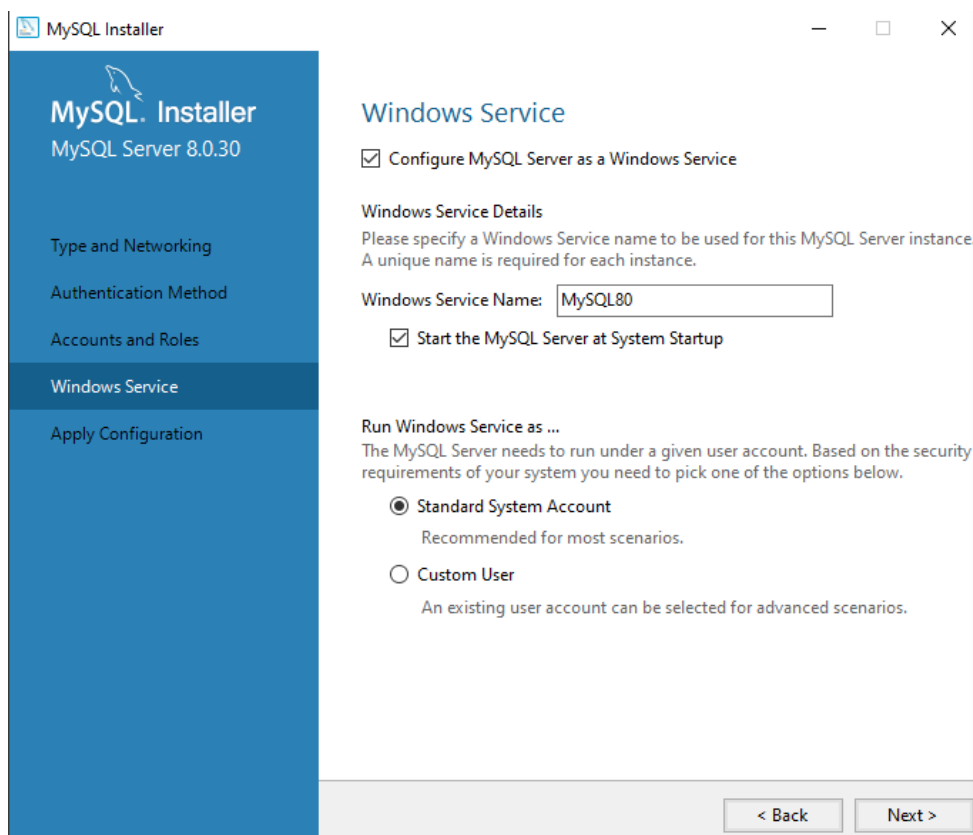 MySQL Installer
MySQL. Installer
MySQL Server 8.0.30
Type and Networking
Authentication Method
Accounts and Roles
Windows Service
Apply Configuration
Windows Service
Configure MySQL Server as a Windows Service
Windows Service Details
Please specify a Windows Service name to be used for this MySQL Server instance.
A unique name is required for each instance.
Windows Service Name: MySQL80
Start the MySQL Server at System Startup
Run Windows Service as ...
The MySQL Server needs to run under a given user account. Based on the security
requirements of your system you need to pick one of the options below.
Standard System Account
Recommended for most scenarios.
Custom User
An existing user account can be selected for advanced scenarios.
< Back Next >